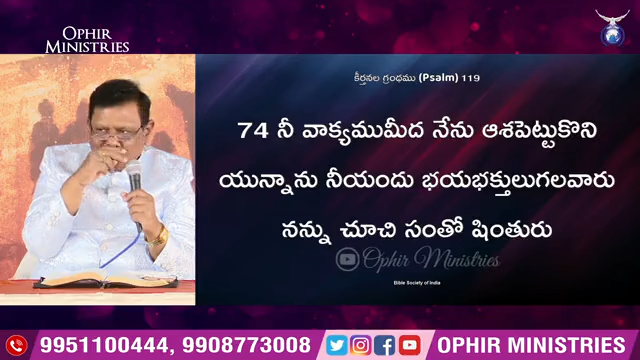 OPHIR
MINISTRIES
కీర్తనల గ్రంథము (Psalm) 119
74 నీ వాక్యముమీద నేను ఆశపెట్టుకొని
యున్నాను నీయందు భయభక్తులుగలవారు
నన్ను చూచి సంతో షింతురు
Ophir Ministries
Bible Society of India
9951100444, 9908773008
OPHIR MINISTRIES